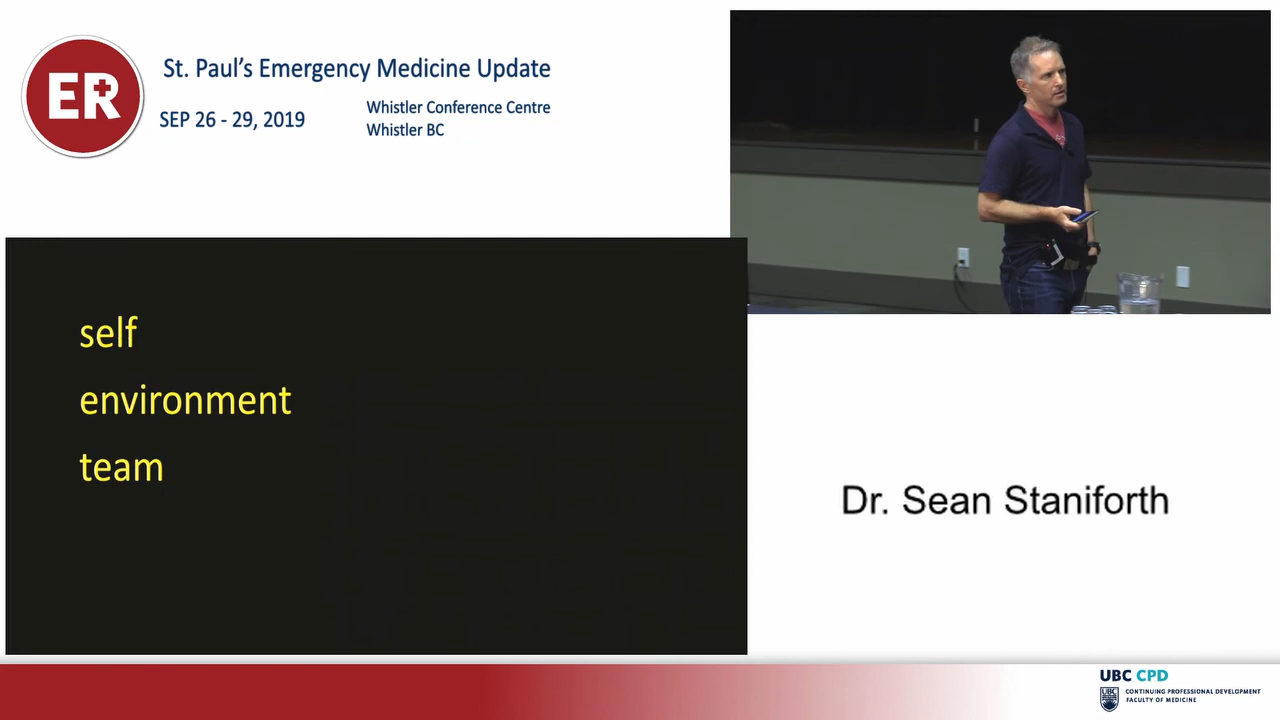 ER
St. Paul's Emergency Medicine Update
SEP 26 - 29, 2019
Whistler Conference Centre
Whistler BC
self
environment
team
Dr. Sean Staniforth
UBC CPD
UBC
CONTINUING PROFESSIONAL DEVELOPMENT
FACULTY OF MEDICINE